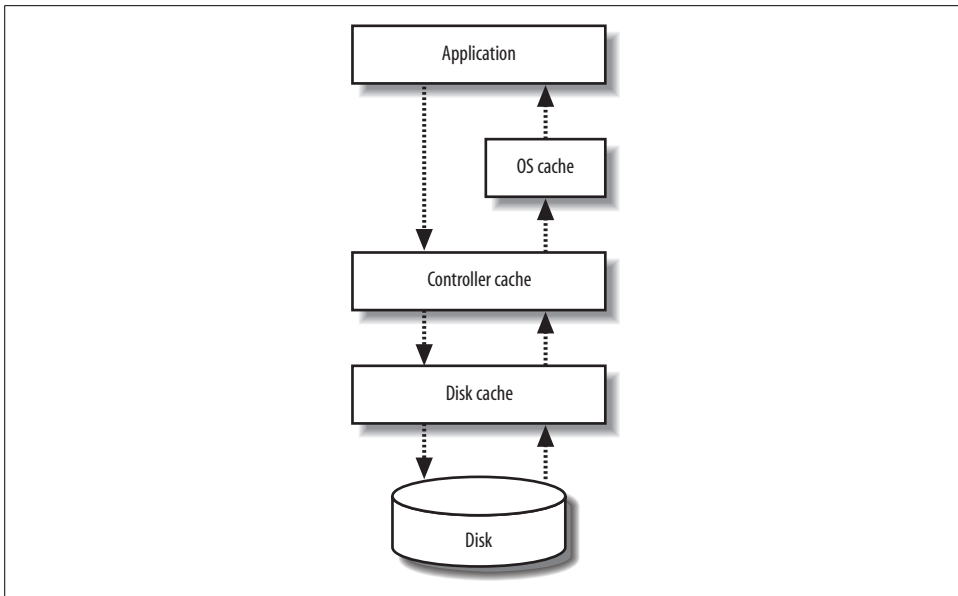 Application
OS cache
Controller cache
Disk cache
Disk